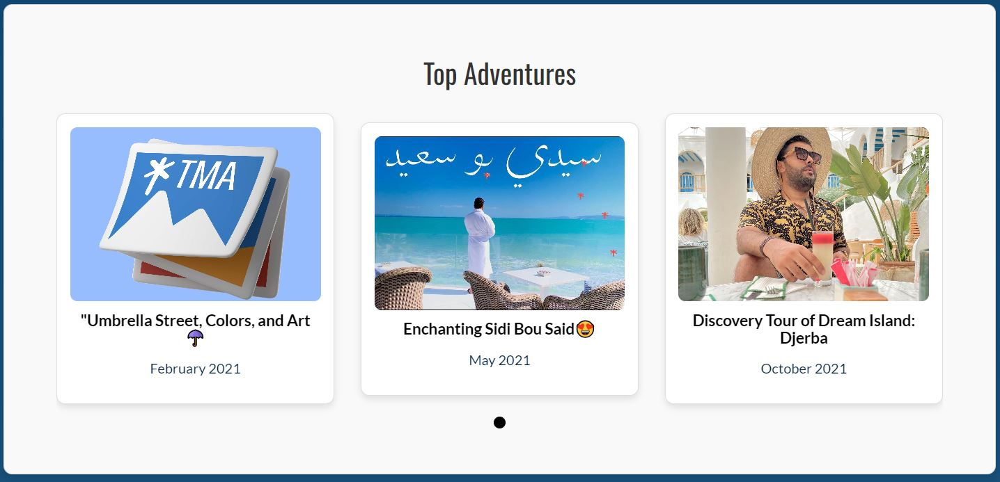 Top Adventures
TMA
"Umbrella Street, Colors, and Art
☂
February 2021
سيدي بو سعيد
Enchanting Sidi Bou Said😍
May 2021
Discovery Tour of Dream Island:
Djerba
October 2021